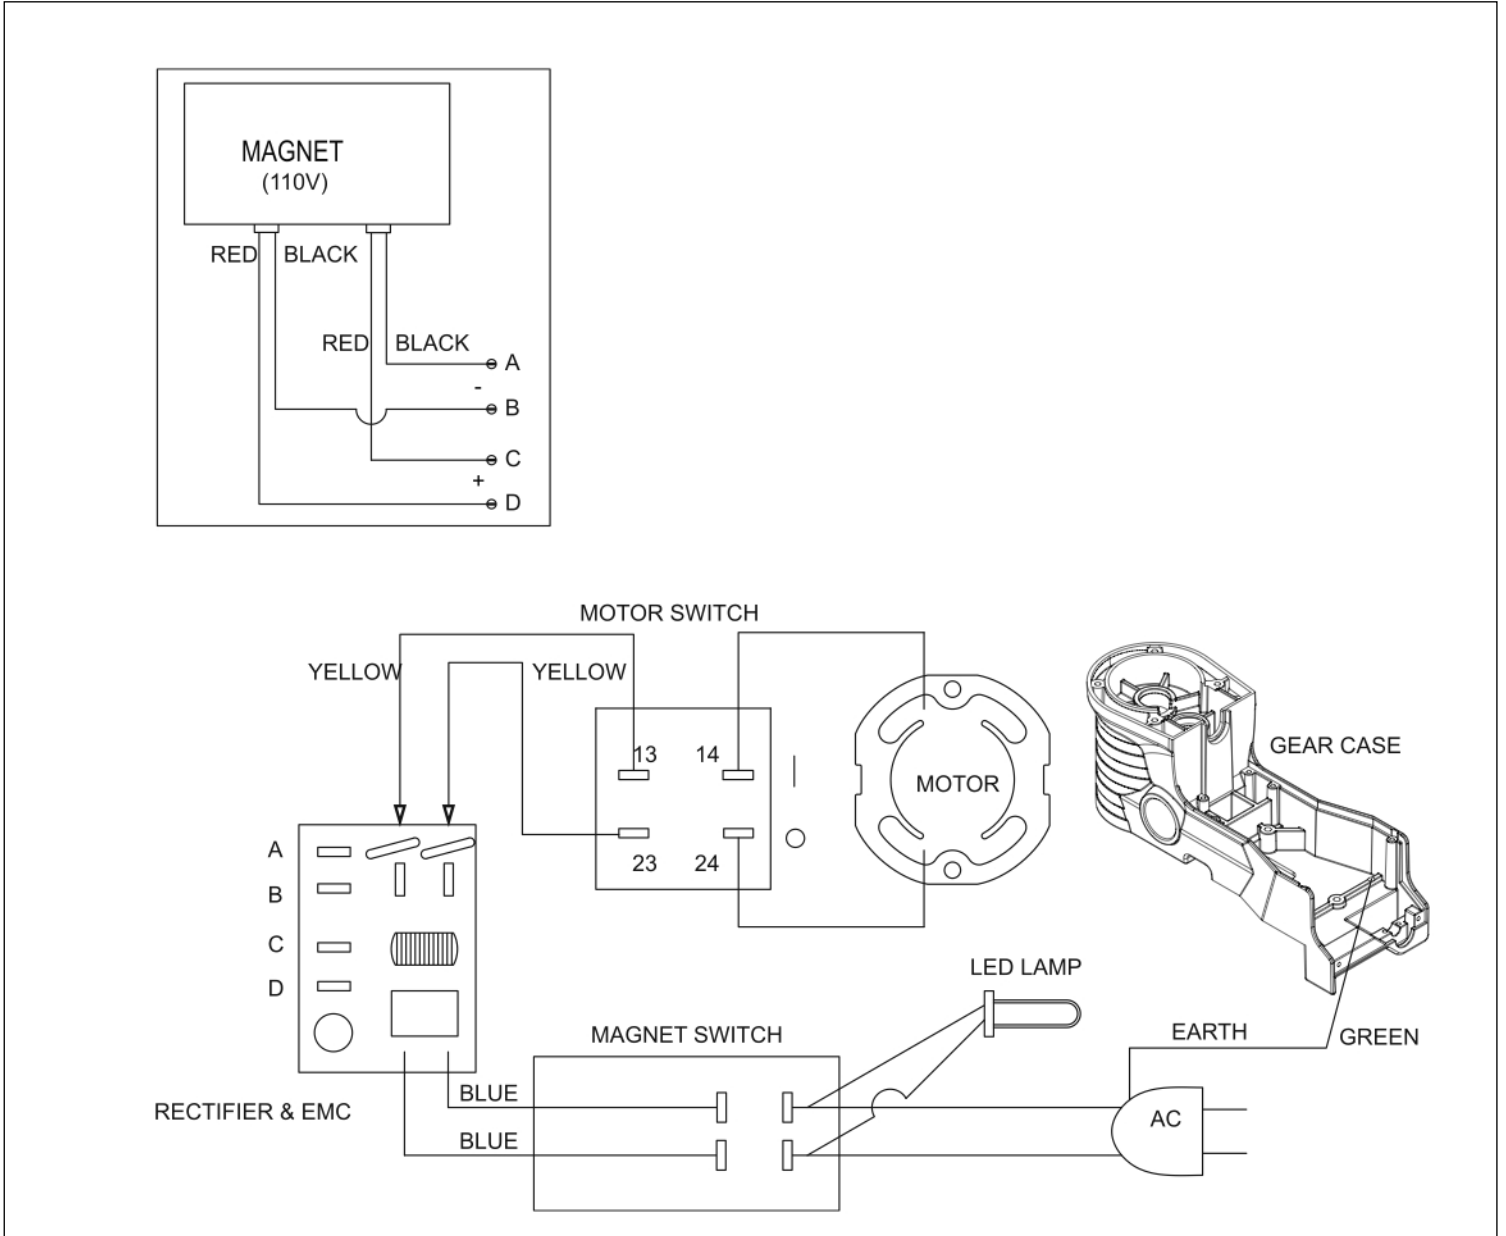 MAGNET
(110V)
RED BLACK
RED BLACK
A
-
B
C
+
D
MOTOR SWITCH
YELLOW YELLOW
13 14
|
MOTOR
GEAR CASE
23 24
A
B
C
D
LED LAMP
MAGNET SWITCH
EARTH
GREEN
BLUE
RECTIFIER & EMC
AC
BLUE